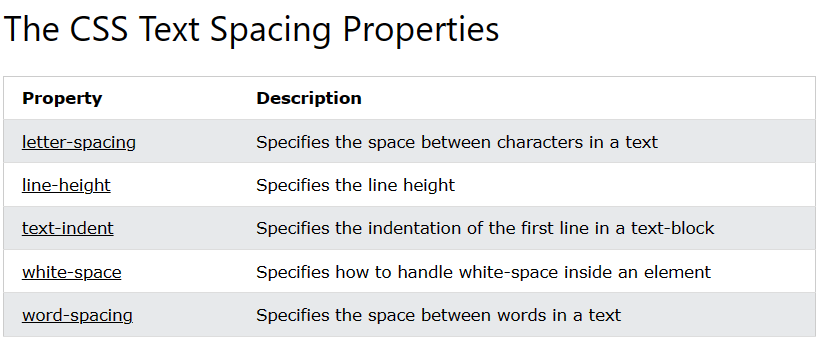 The CSS Text Spacing Properties
Property Description
letter-spacing Specifies the space between characters in a text
line-height Specifies the line height
text-indent Specifies the indentation of the first line in a text-block
white-space Specifies how to handle white-space inside an element
word-spacing Specifies the space between words in a text